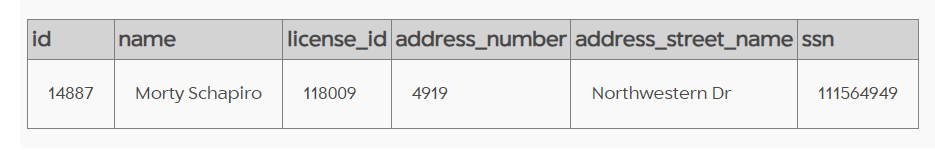 id name license_id address_number address_street_name ssn
14887 Morty Schapiro 118009 4919 Northwestern Dr 111564949